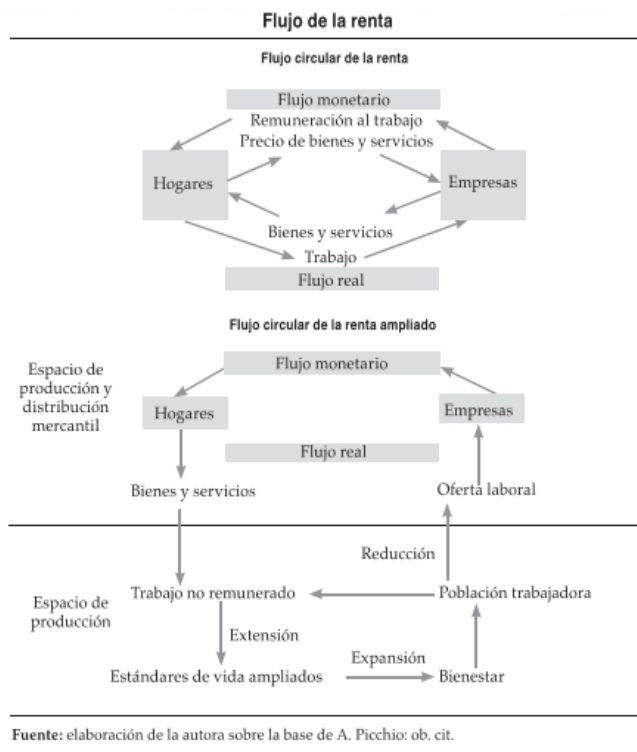 Flujo de la renta
Flujo circular de la renta
Flujo monetario
Remuneración al trabajo
Precio de bienes y servicios
Hogares
Empresas
Bienes y servicios
Trabajo
Flujo real
Flujo circular de la renta ampliado
Espacio de
producción y
distribución
mercantil
Flujo monetario
Hogares
Empresas
Flujo real
Bienes y servicios
Oferta laboral
Reducción
Espacio de
producción
Trabajo no remunerado
Población trabajadora
Extensión
Expansión
Estándares de vida ampliados
Bienestar
Fuente: elaboración de la autora sobre la base de A. Picchio: ob. cit.